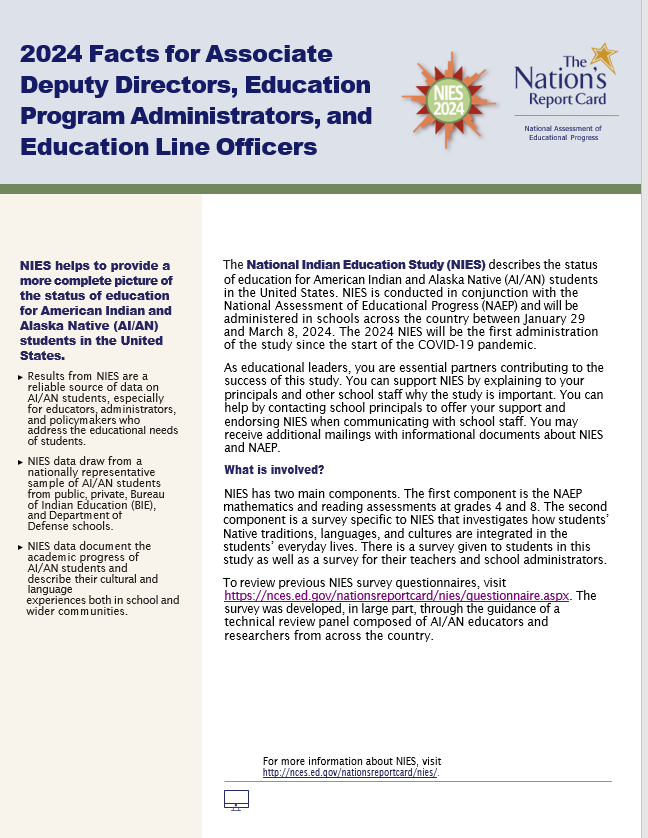 2024 Facts for Associate
Deputy Directors, Education
Program Administrators, and
Education Line Officers
NIES
2024
The
Nation's
Report Card
National Assessment of
Educational Progress
NIES helps to provide a
more complete picture of
the status of education
for American Indian and
Alaska Native (AI/AN)
students in the United
States.
▸ Results from NIES are a
reliable source of data on
AI/AN students, especially
for educators, administrators,
and policymakers who
address the educational needs
of students.
▸ NIES data draw from a
nationally representative
sample of AI/AN students
from public, private, Bureau
of Indian Education (BIE),
and Department of
Defense schools.
▸ NIES data document the
academic progress of
AI/AN students and
describe their cultural and
language
experiences both in school and
wider communities.
The National Indian Education Study (NIES) describes the status
of education for American Indian and Alaska Native (AI/AN) students
in the United States. NIES is conducted in conjunction with the
National Assessment of Educational Progress (NAEP) and will be
administered in schools across the country between January 29
and March 8, 2024. The 2024 NIES will be the first administration
of the study since the start of the COVID-19 pandemic.
As educational leaders, you are essential partners contributing to the
success of this study. You can support NIES by explaining to your
principals and other school staff why the study is important. You can
help by contacting school principals to offer your support and
endorsing NIES when communicating with school staff. You may
receive additional mailings with informational documents about NIES
and NAEP.
What is involved?
NIES has two main components. The first component is the NAEP
mathematics and reading assessments at grades 4 and 8. The second
component is a survey specific to NIES that investigates how students’
Native traditions, languages, and cultures are integrated in the
students’ everyday lives. There is a survey given to students in this
study as well as a survey for their teachers and school administrators.
To review previous NIES survey questionnaires, visit
https://nces.ed.gov/nationsreportcard/nies/questionnaire.aspx. The
survey was developed, in large part, through the guidance of a
technical review panel composed of AI/AN educators and
researchers from across the country.
For more information about NIES, visit
http://nces.ed.gov/nationsreportcard/nies/.